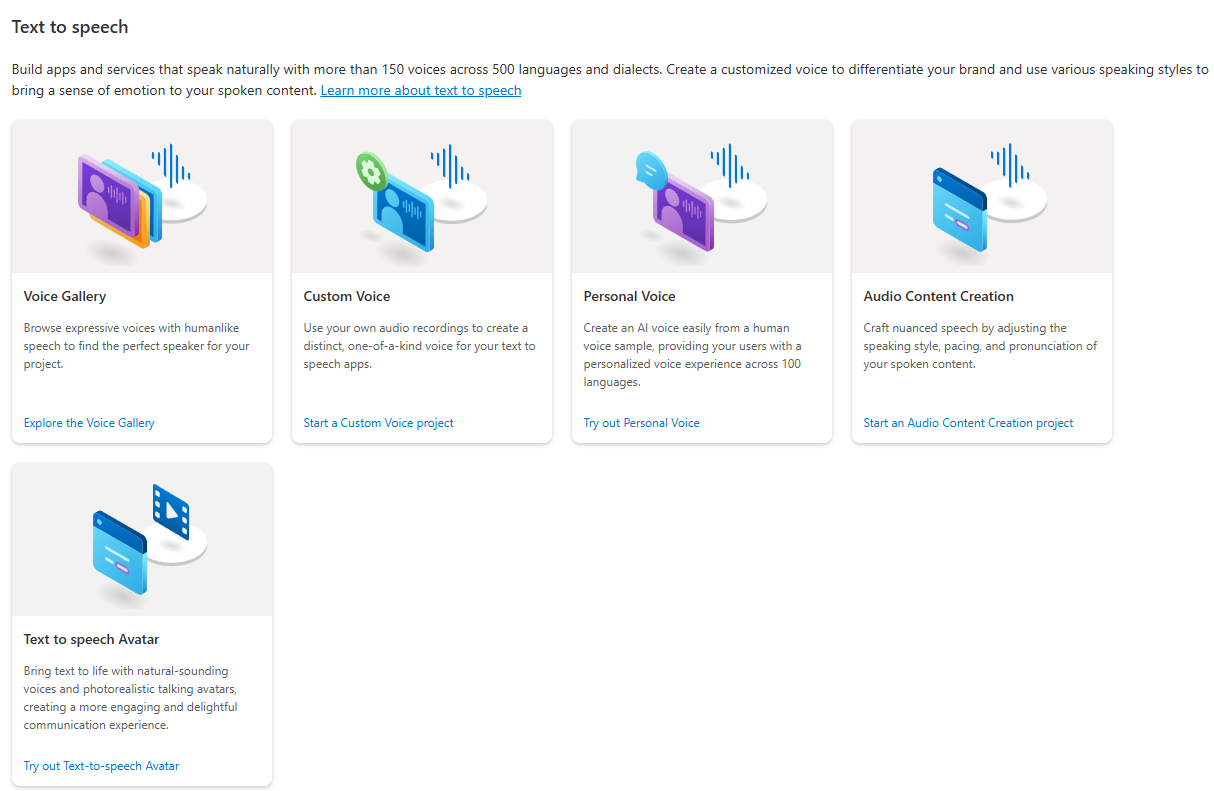 Text to speech
Build apps and services that speak naturally with more than 150 voices across 500 languages and dialects. Create a customized voice to differentiate your brand and use various speaking styles to
bring a sense of emotion to your spoken content. Learn more about text to speech
Voice Gallery
Browse expressive voices with humanlike
speech to find the perfect speaker for your
project.
Explore the Voice Gallery
Custom Voice
Use your own audio recordings to create a
distinct, one-of-a-kind voice for your text to
speech apps.
Start a Custom Voice project
Personal Voice
Create an AI voice easily from a human
voice sample, providing your users with a
personalized voice experience across 100
languages.
Try out Personal Voice
Audio Content Creation
Craft nuanced speech by adjusting the
speaking style, pacing, and pronunciation of
your spoken content.
Start an Audio Content Creation project
Text to speech Avatar
Bring text to life with natural-sounding
voices and photorealistic talking avatars,
creating a more engaging and delightful
communication experience.
Try out Text-to-speech Avatar